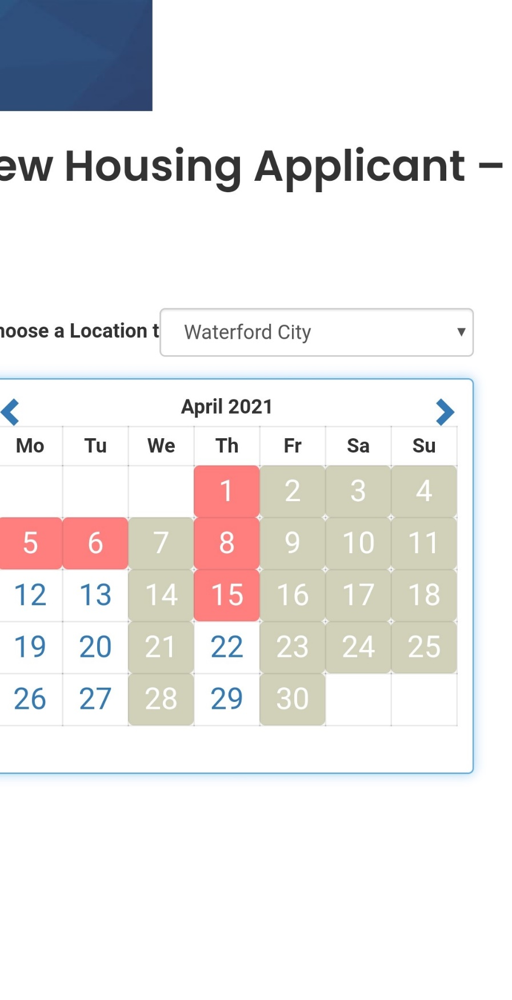 ew Housing Applicant –
hoose a Location t
Waterford City
April 2021
Mo Tu We Th Fr Sa Su
1 2 3 4
5 6 7 8 9 10 11
12 13 14 15 16 17 18
19 20 21 22 23 24 25
26 27 28 29 30